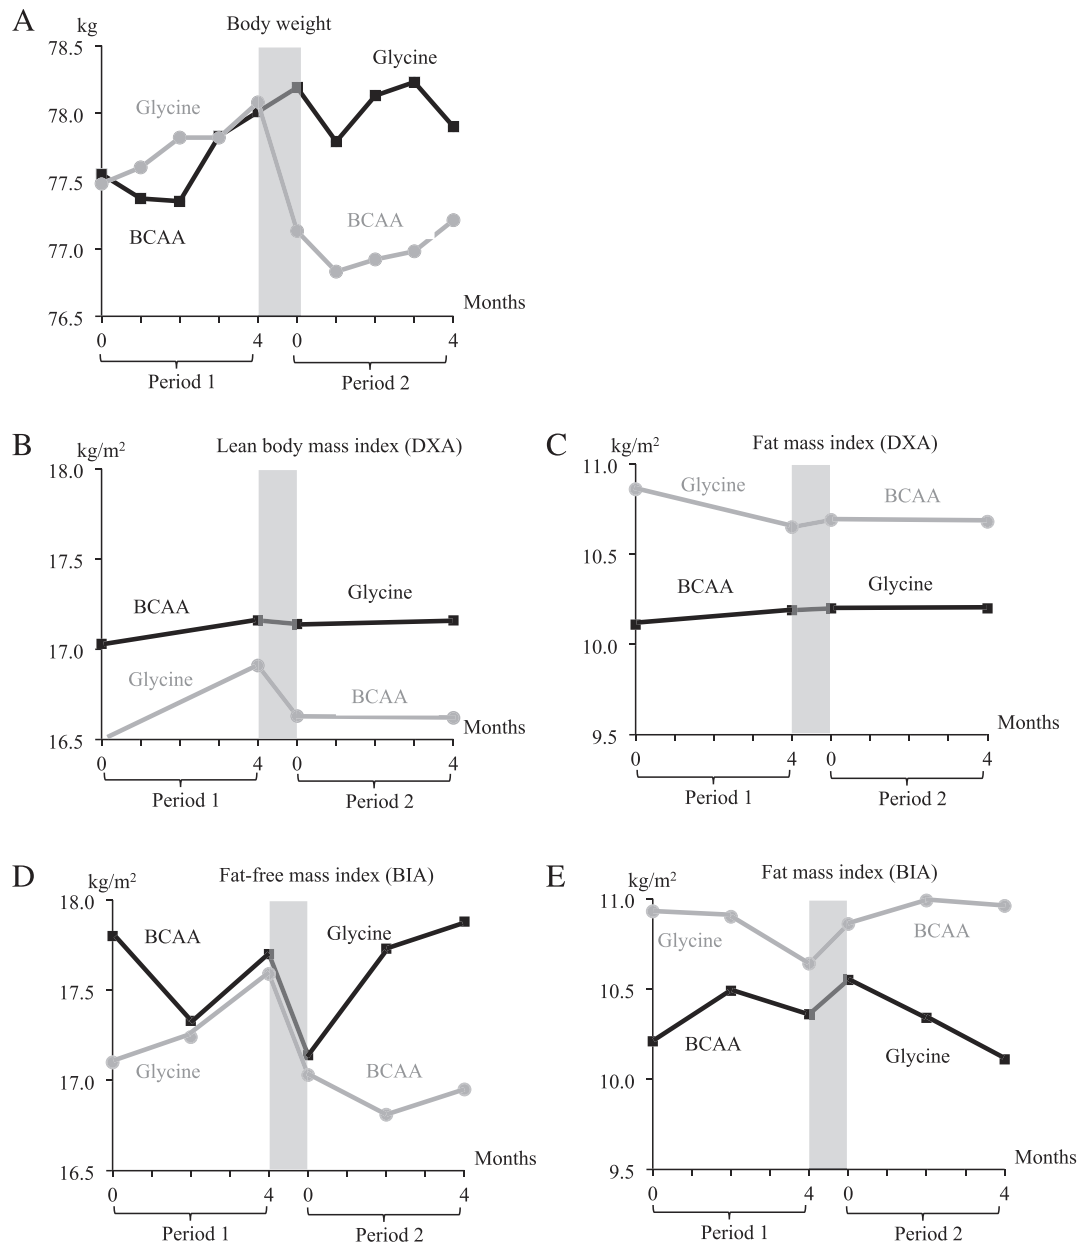 A
kg
Body weight
78.5
78.0
77.5
77.0
76.5
Glycine
BCAA
Glycine
BCAA
Months
0
4
0
4
Period 1
Period 2
B
kg/m²
Lean body mass index (DXA)
18.0
17.5
17.0
16.5
BCAA
Glycine
Glycine
BCAA
Months
0
4
0
4
Period 1
Period 2
C
kg/m²
Fat mass index (DXA)
11.0
10.5
10.0
9.5
Glycine
BCAA
BCAA
Glycine
Months
0
4
0
4
Period 1
Period 2
D
kg/m²
Fat-free mass index (BIA)
18.0
17.5
17.0
16.5
BCAA
Glycine
Glycine
BCAA
Months
0
4
0
4
Period 1
Period 2
E
kg/m²
Fat mass index (BIA)
11.0
10.5
10.0
9.5
Glycine
BCAA
BCAA
Glycine
Months
0
4
0
4
Period 1
Period 2